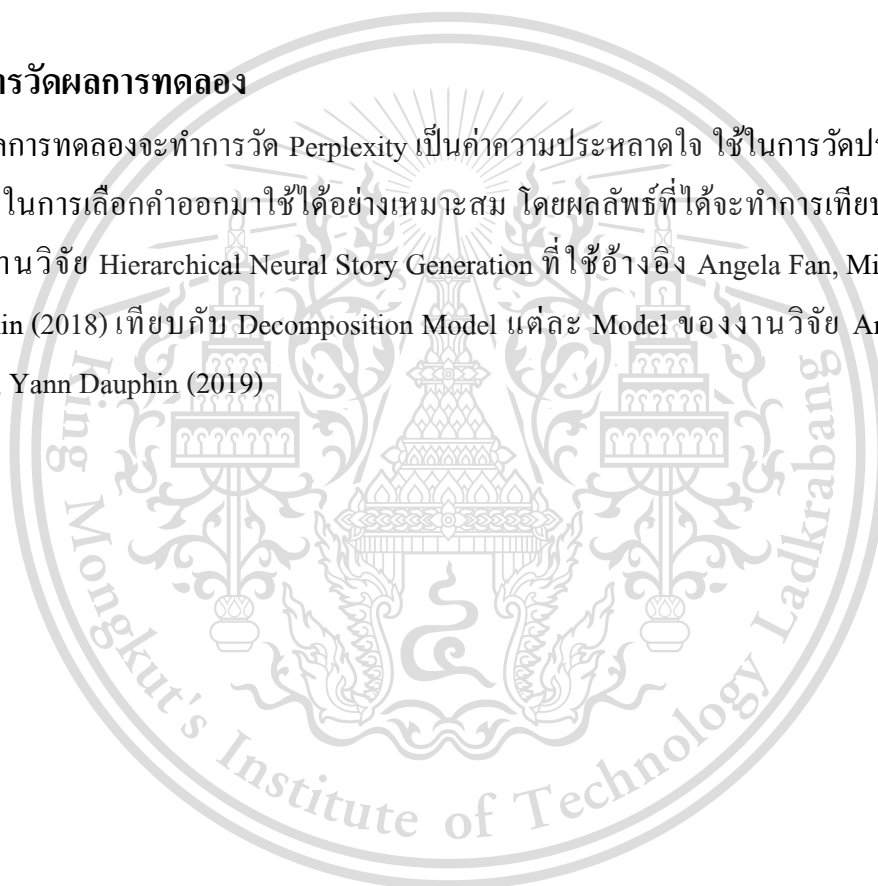 ารวัดผลการทดลอง
ลการทดลองจะทำการวัด Perplexity เป็นค่าความประหลาดใจ ใช้ในการวัดปร
ในการเลือกคำออกมาใช้ได้อย่างเหมาะสม โดยผลลัพธ์ที่ได้จะทำการเทียบ
านวิจัย Hierarchical Neural Story Generation ที่ใช้อ้างอิง Angela Fan, Mi
in (2018) เทียบกับ Decomposition Model แต่ละ Model ของงานวิจัย A
Yann Dauphin (2019)
King Mongkut's Institute of Technology Ladkrabang